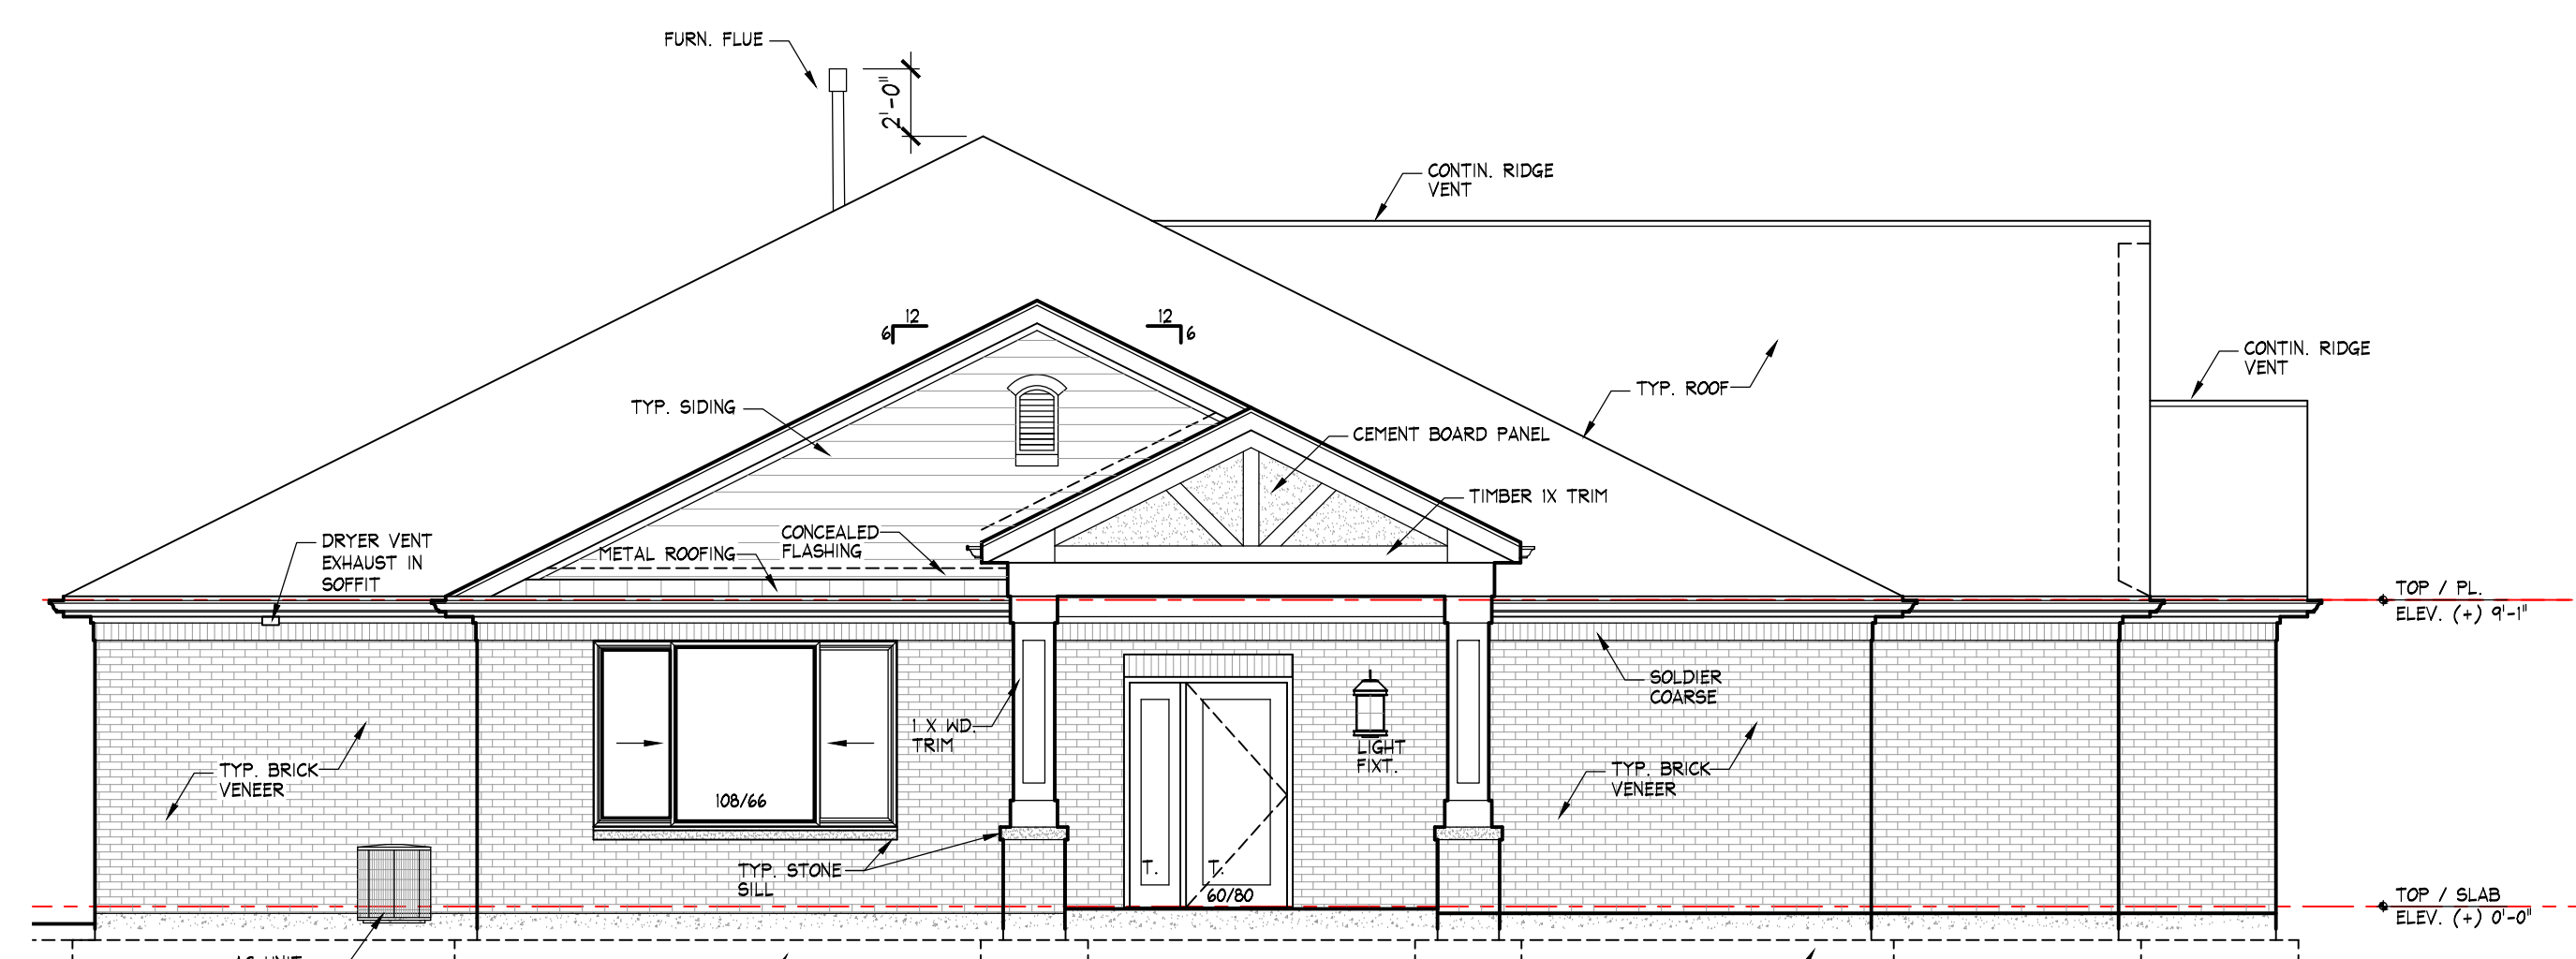 FURN. FLUE
2'-0"
CONTIN. RIDGE
VENT
12
6
12
6
CONTIN. RIDGE
VENT
TYP. ROOF
TYP. SIDING
CEMENT BOARD PANEL
TIMBER 1X TRIM
CONCEALED
FLASHING
METAL ROOFING
DRYER VENT
EXHAUST IN
SOFFIT
TOP / PL.
ELEV. (+) 9'-1"
SOLDIER
COARSE
1 X WD.
TRIM
LIGHT
FIXT.
TYP. BRICK
VENEER
108/66
TYP. BRICK
VENEER
TYP. STONE
SILL
T.
T.
60/80
TOP / SLAB
ELEV. (+) 0'-0"
AC UNIT